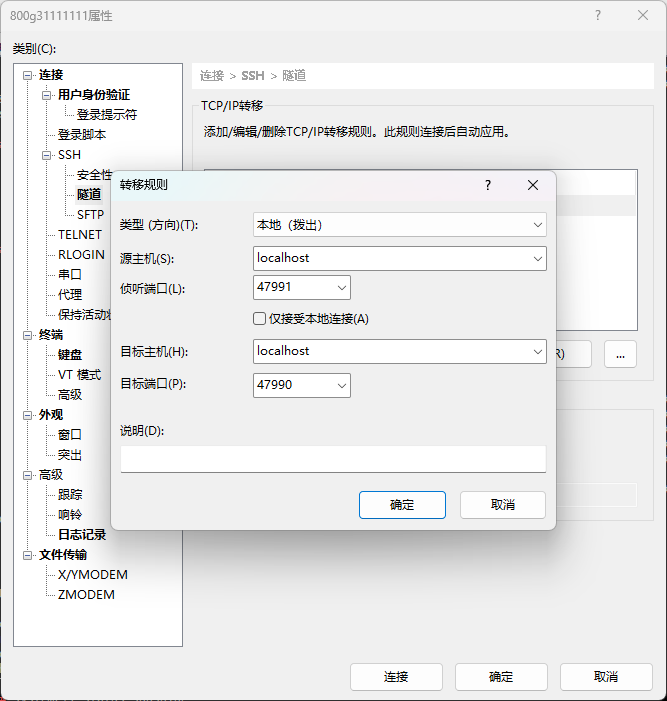 800g31111111属性
?
类别(C):
连接
用户身份验证
登录提示符
登录脚本
SSH
安全性
隧道
SFTP
TELNET
RLOGIN
串口
代理
保持活动状
终端
键盘
VT 模式
高级
外观
窗口
突出
高级
跟踪
响铃
日志记录
文件传输
X/YMODEM
ZMODEM
连接 > SSH > 隧道
TCP/IP转移
添加/编辑/删除TCP/IP转移规则。此规则连接后自动应用。
R)
...
转移规则
?
类型 (方向)(T):
本地（拨出）
源主机(S):
localhost
侦听端口(L):
47991
仅接受本地连接(A)
目标主机(H):
localhost
目标端口(P):
47990
说明(D):
确定
取消
连接
确定
取消